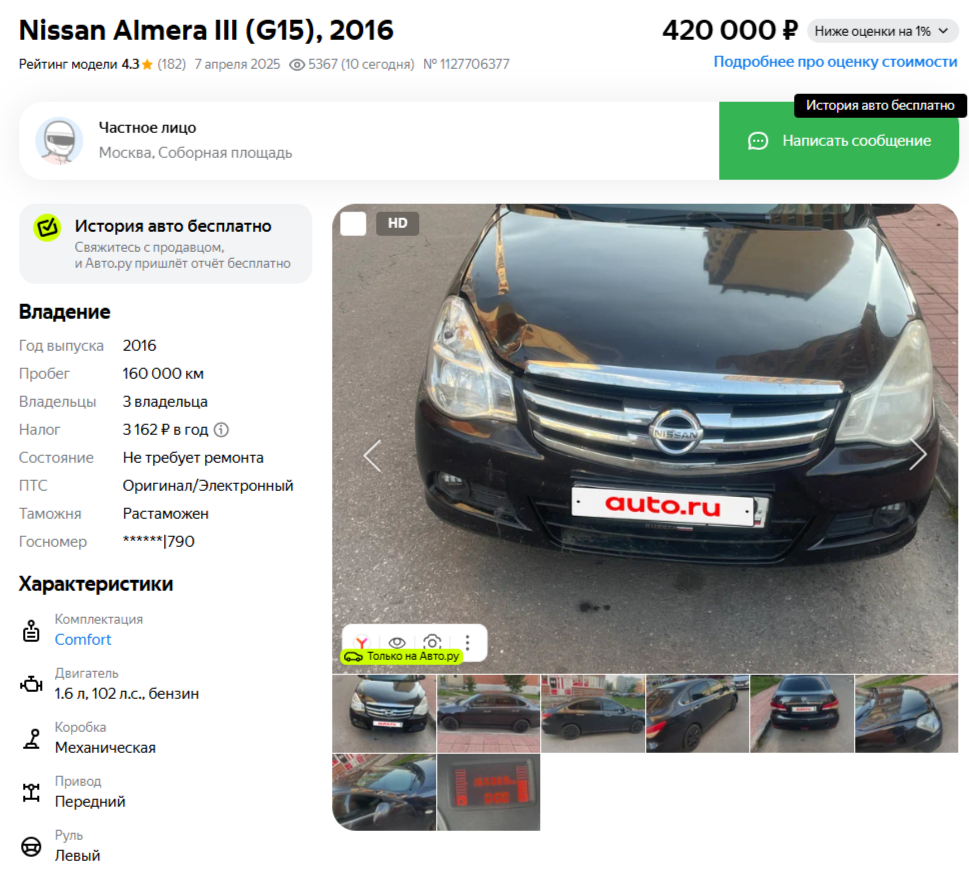 Nissan Almera III (G15), 2016
420 000 ₽
Ниже оценки на 1%
Рейтинг модели 4.3 (182) 7 апреля 2025 5367 (10 сегодня) № 1127706377
Подробнее про оценку стоимости
История авто бесплатно
Частное лицо
Москва, Соборная площадь
Написать сообщение
История авто бесплатно
Свяжитесь с продавцом,
и Авто.ру пришлёт отчёт бесплатно
HD
Владение
Год выпуска 2016
Пробег 160 000 км
Владельцы 3 владельца
Налог 3 162 ₽ в год
Состояние Не требует ремонта
ПТС Оригинал/Электронный
Таможня Растаможен
Госномер ******|790
NISSAN
auto.ru
Характеристики
Комплектация
Comfort
Двигатель
1.6 л, 102 л.с., бензин
Коробка
Механическая
Привод
Передний
Руль
Левый
Только на Авто.ру